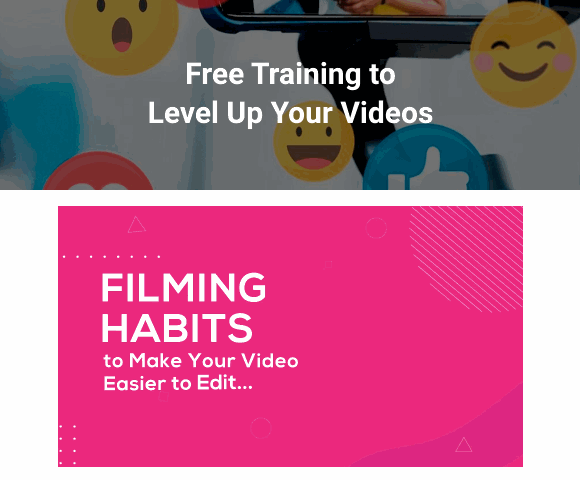 Free Training to
Level Up Your Videos
FILMING
HABITS
to Make Your Video
Easier to Edit...